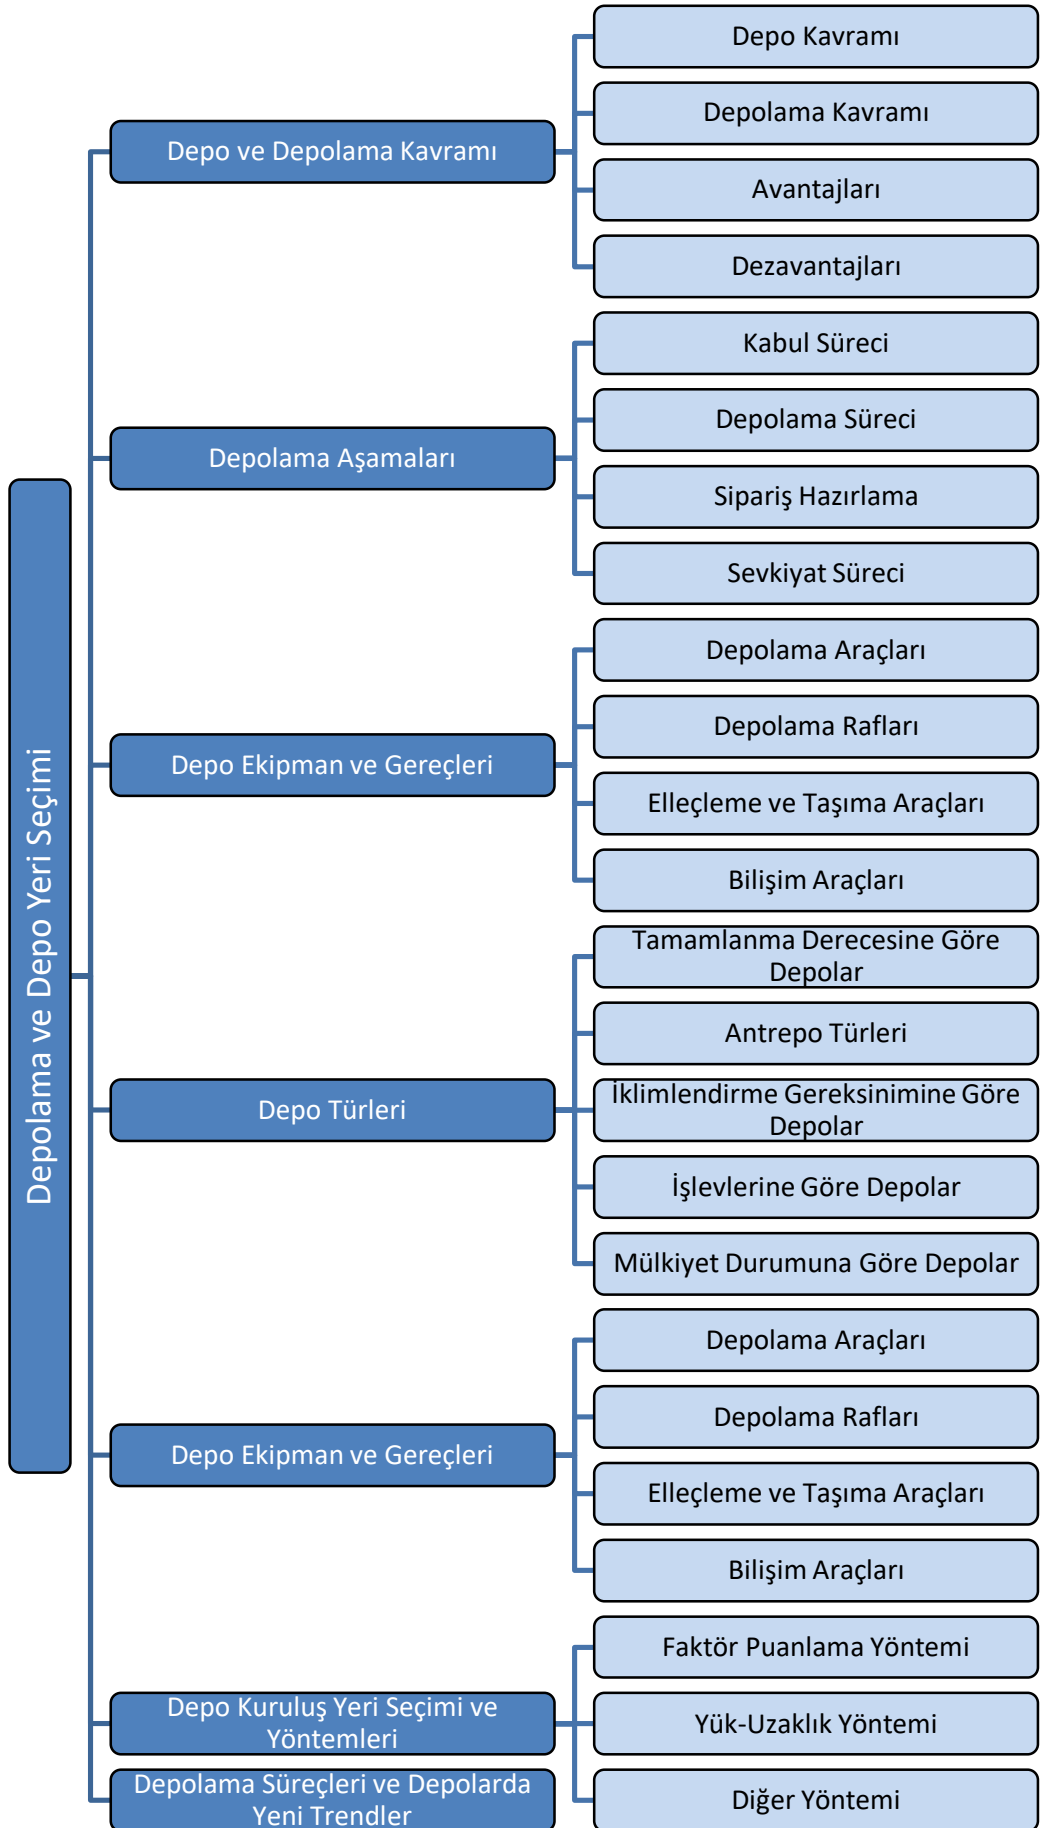 Depolama ve Depo Yeri Seçimi
Depo ve Depolama Kavramı
Depo Kavramı
Depolama Kavramı
Avantajları
Dezavantajları
Depolama Aşamaları
Kabul Süreci
Depolama Süreci
Sipariş Hazırlama
Sevkiyat Süreci
Depo Ekipman ve Gereçleri
Depolama Araçları
Depolama Rafları
Elleçleme ve Taşıma Araçları
Bilişim Araçları
Depo Türleri
Tamamlanma Derecesine Göre
Depolar
Antrepo Türleri
İklimlendirme Gereksinimine Göre
Depolar
İşlevlerine Göre Depolar
Mülkiyet Durumuna Göre Depolar
Depo Ekipman ve Gereçleri
Depolama Araçları
Depolama Rafları
Elleçleme ve Taşıma Araçları
Bilişim Araçları
Depo Kuruluş Yeri Seçimi ve
Yöntemleri
Faktör Puanlama Yöntemi
Yük-Uzaklık Yöntemi
Diğer Yöntemi
Depolama Süreçleri ve Depolarda
Yeni Trendler